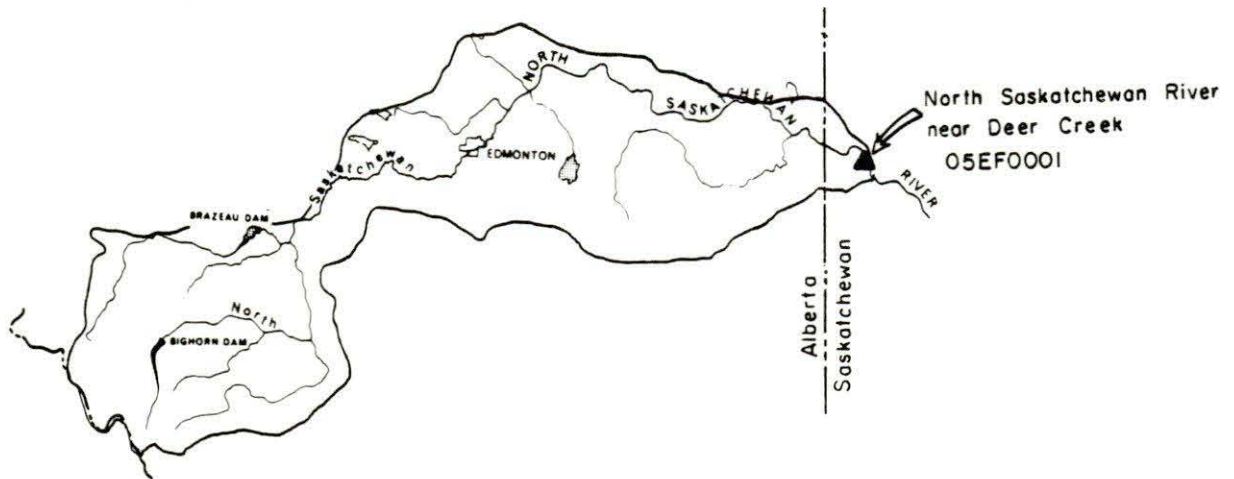 NORTH
SASKATCHEWAN
RIVER
North Saskatchewan River
near Deer Creek
05EF0001
EDMONTON
Saskatchewan
BRAZEAU DAM
North
BIGHORN DAM
Alberta
Saskatchewan